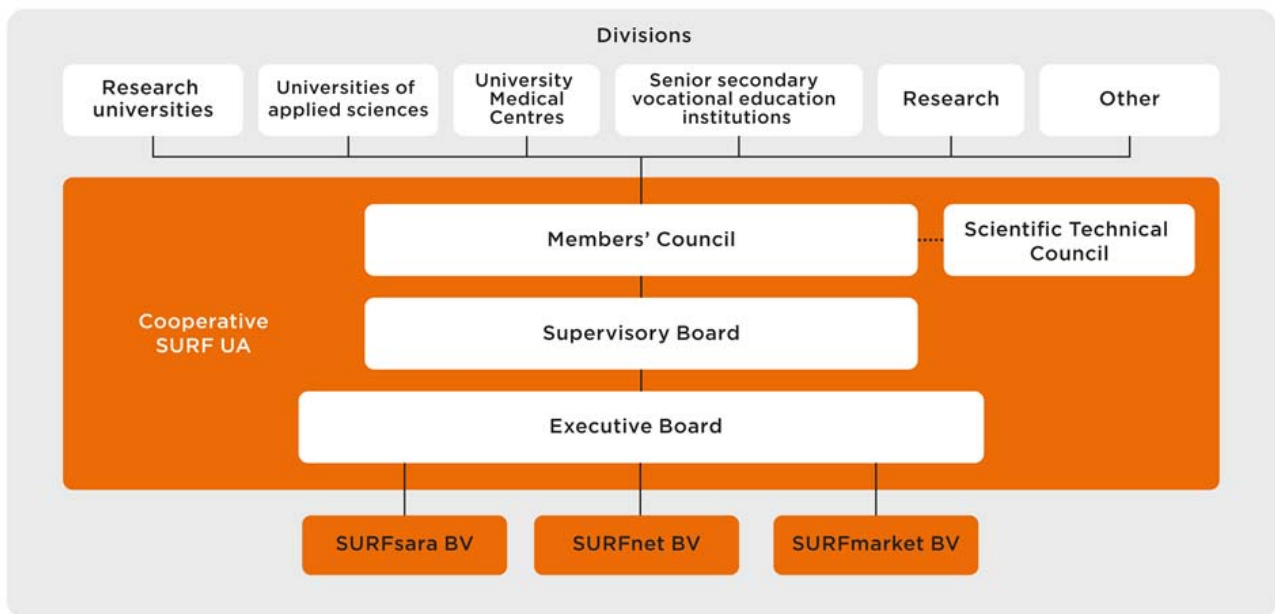 Divisions
Research
universities
Universities of
applied sciences
University
Medical
Centres
Senior secondary
vocational education
institutions
Research
Other
Members’ Council
Scientific Technical
Council
Cooperative
SURF UA
Supervisory Board
Executive Board
SURFsara BV
SURFnet BV
SURFmarket BV